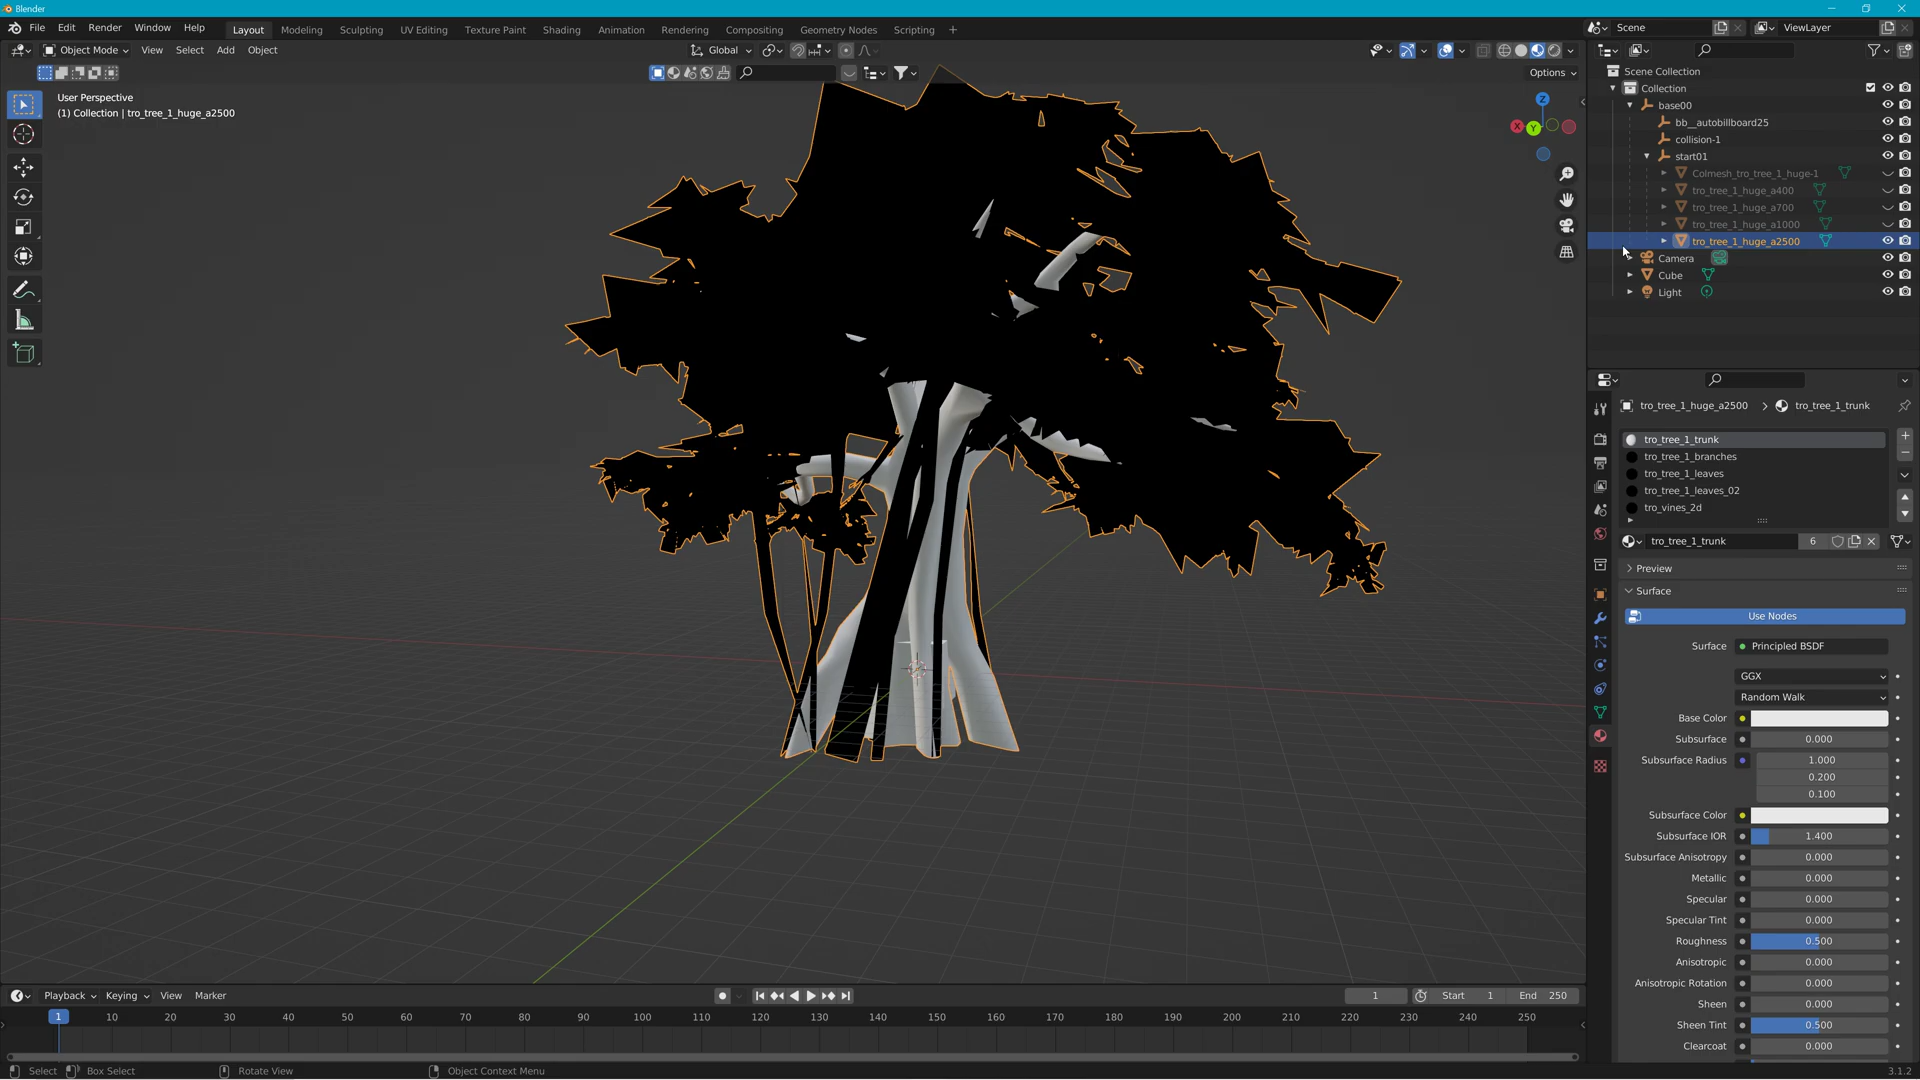 Blender
File Edit Render Window Help Layout Modeling Sculpting UV Editing Texture Paint Shading Animation Rendering Compositing Geometry Nodes Scripting + Scene ViewLayer
Object Mode View Select Add Object Global
Options
User Perspective
(1) Collection | tro_tree_1_huge_a2500
Z
X
Y
Scene Collection
Collection
base00
bb__autobillboard25
collision-1
start01
Colmesh_tro_tree_1_huge-1
tro_tree_1_huge_a400
tro_tree_1_huge_a700
tro_tree_1_huge_a1000
tro_tree_1_huge_a2500
Camera
Cube
Light
tro_tree_1_huge_a2500 > tro_tree_1_trunk
tro_tree_1_trunk
tro_tree_1_branches
tro_tree_1_leaves
tro_tree_1_leaves_02
tro_vines_2d
tro_tree_1_trunk 6
Preview
Surface
Use Nodes
Surface Principled BSDF
GGX
Random Walk
Base Color
Subsurface 0.000
Subsurface Radius 1.000
0.200
0.100
Subsurface Color
Subsurface IOR 1.400
Subsurface Anisotropy 0.000
Metallic 0.000
Specular 0.000
Specular Tint 0.000
Roughness 0.500
Anisotropic 0.000
Anisotropic Rotation 0.000
Sheen 0.000
Sheen Tint 0.500
Clearcoat 0.000
Playback Keying View Marker 1 Start 1 End 250
1 10 20 30 40 50 60 70 80 90 100 110 120 130 140 150 160 170 180 190 200 210 220 230 240 250
Select Box Select Rotate View Object Context Menu 3.1.2